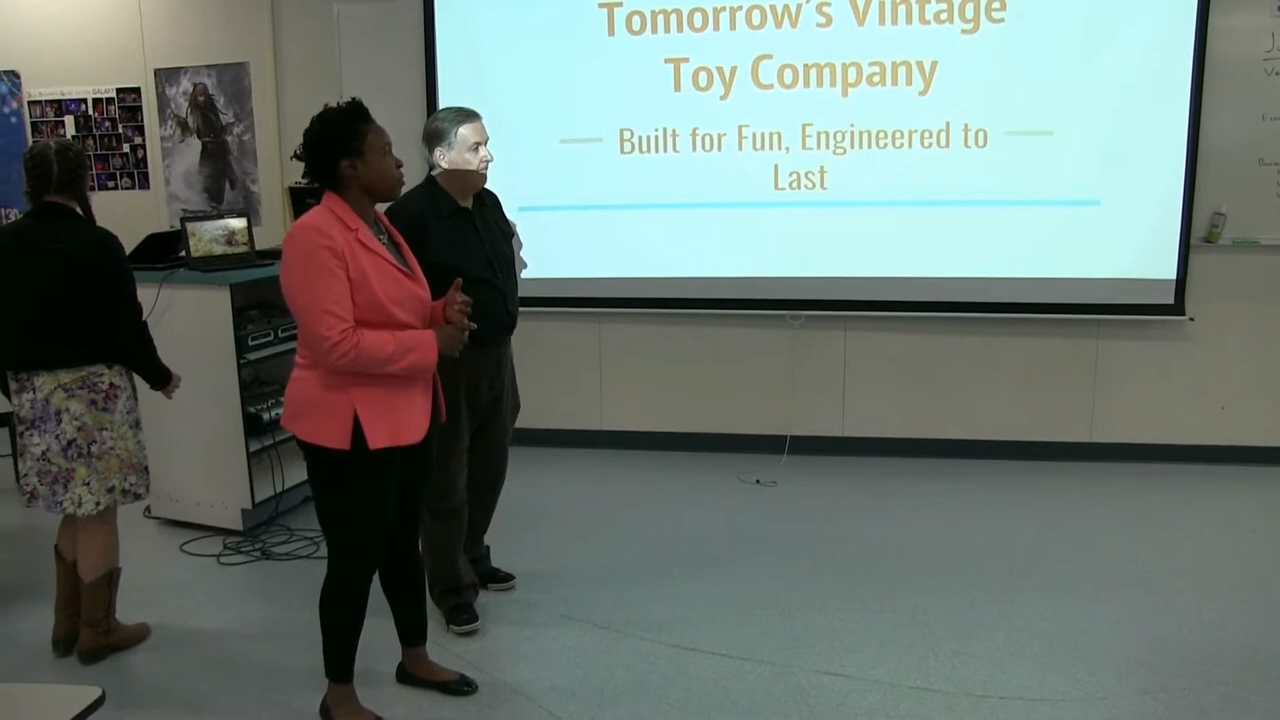 Tomorrow's Vintage
Toy Company
Built for Fun, Engineered to
Last